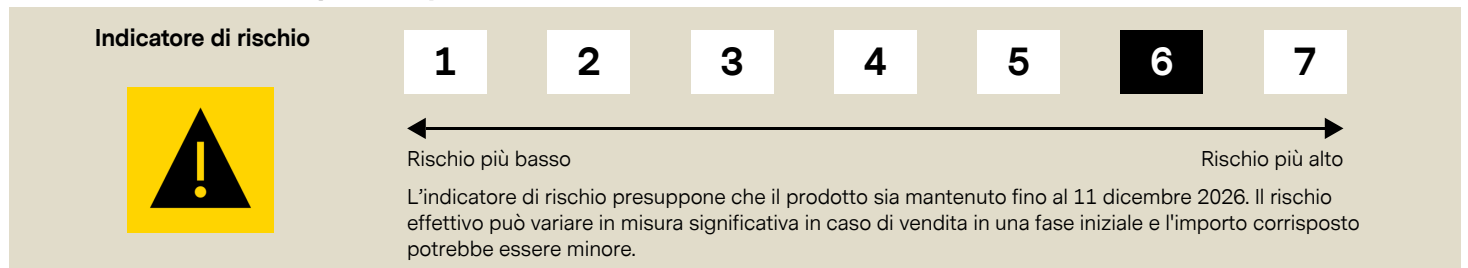 Indicatore di rischio
1 2 3 4 5 6 7
Rischio più basso Rischio più alto
L’indicatore di rischio presuppone che il prodotto sia mantenuto fino al 11 dicembre 2026. Il rischio
effettivo può variare in misura significativa in caso di vendita in una fase iniziale e l'importo corrisposto
potrebbe essere minore.